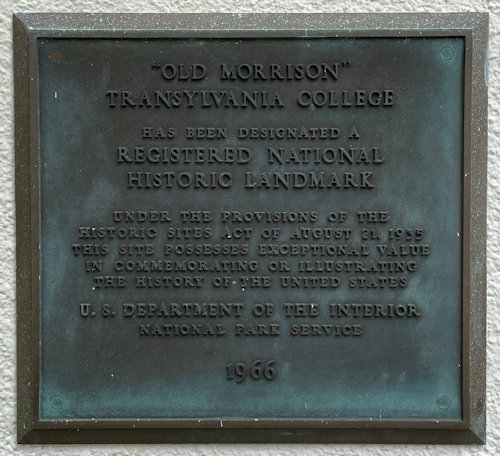 "OLD MORRISON"
TRANSYLVANIA COLLEGE
HAS BEEN DESIGNATED A
REGISTERED NATIONAL
HISTORIC LANDMARK
UNDER THE PROVISIONS OF THE
HISTORIC SITES ACT OF AUGUST 21, 1935
THIS SITE POSSESSES EXCEPTIONAL VALUE
IN COMMEMORATING OR ILLUSTRATING
THE HISTORY OF THE UNITED STATES
U. S. DEPARTMENT OF THE INTERIOR
NATIONAL PARK SERVICE
1966